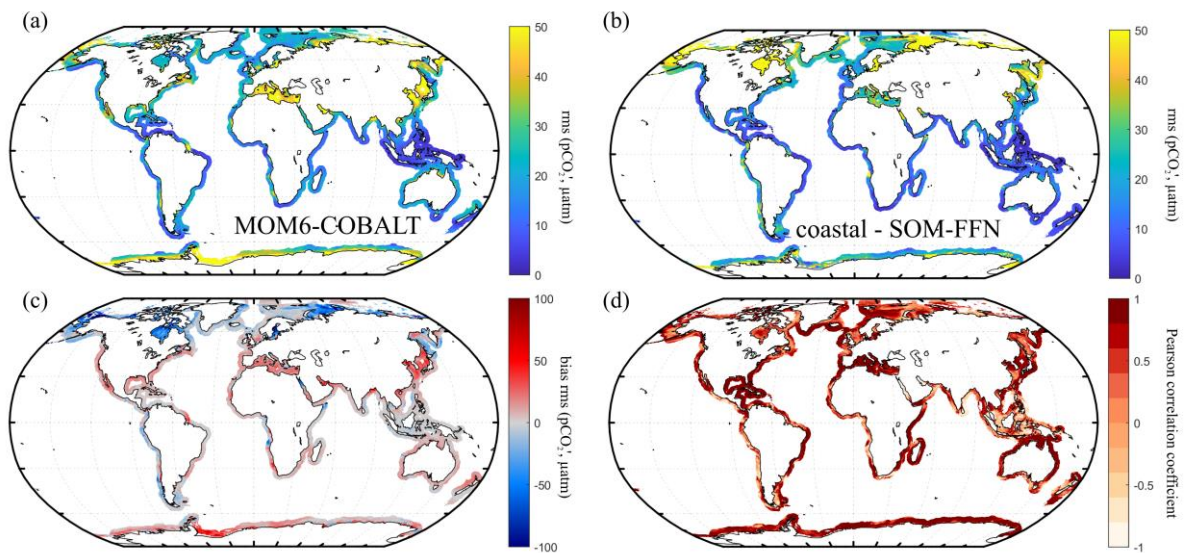 (a)
MOM6-COBALT
50
40
30
20
10
0
rms (pCO₂', μatm)
(b)
coastal - SOM-FFN
50
40
30
20
10
0
rms (pCO₂', μatm)
(c)
100
50
0
-50
-100
bias rms (pCO₂', μatm)
(d)
1
0.5
0
-0.5
-1
Pearson correlation coefficient